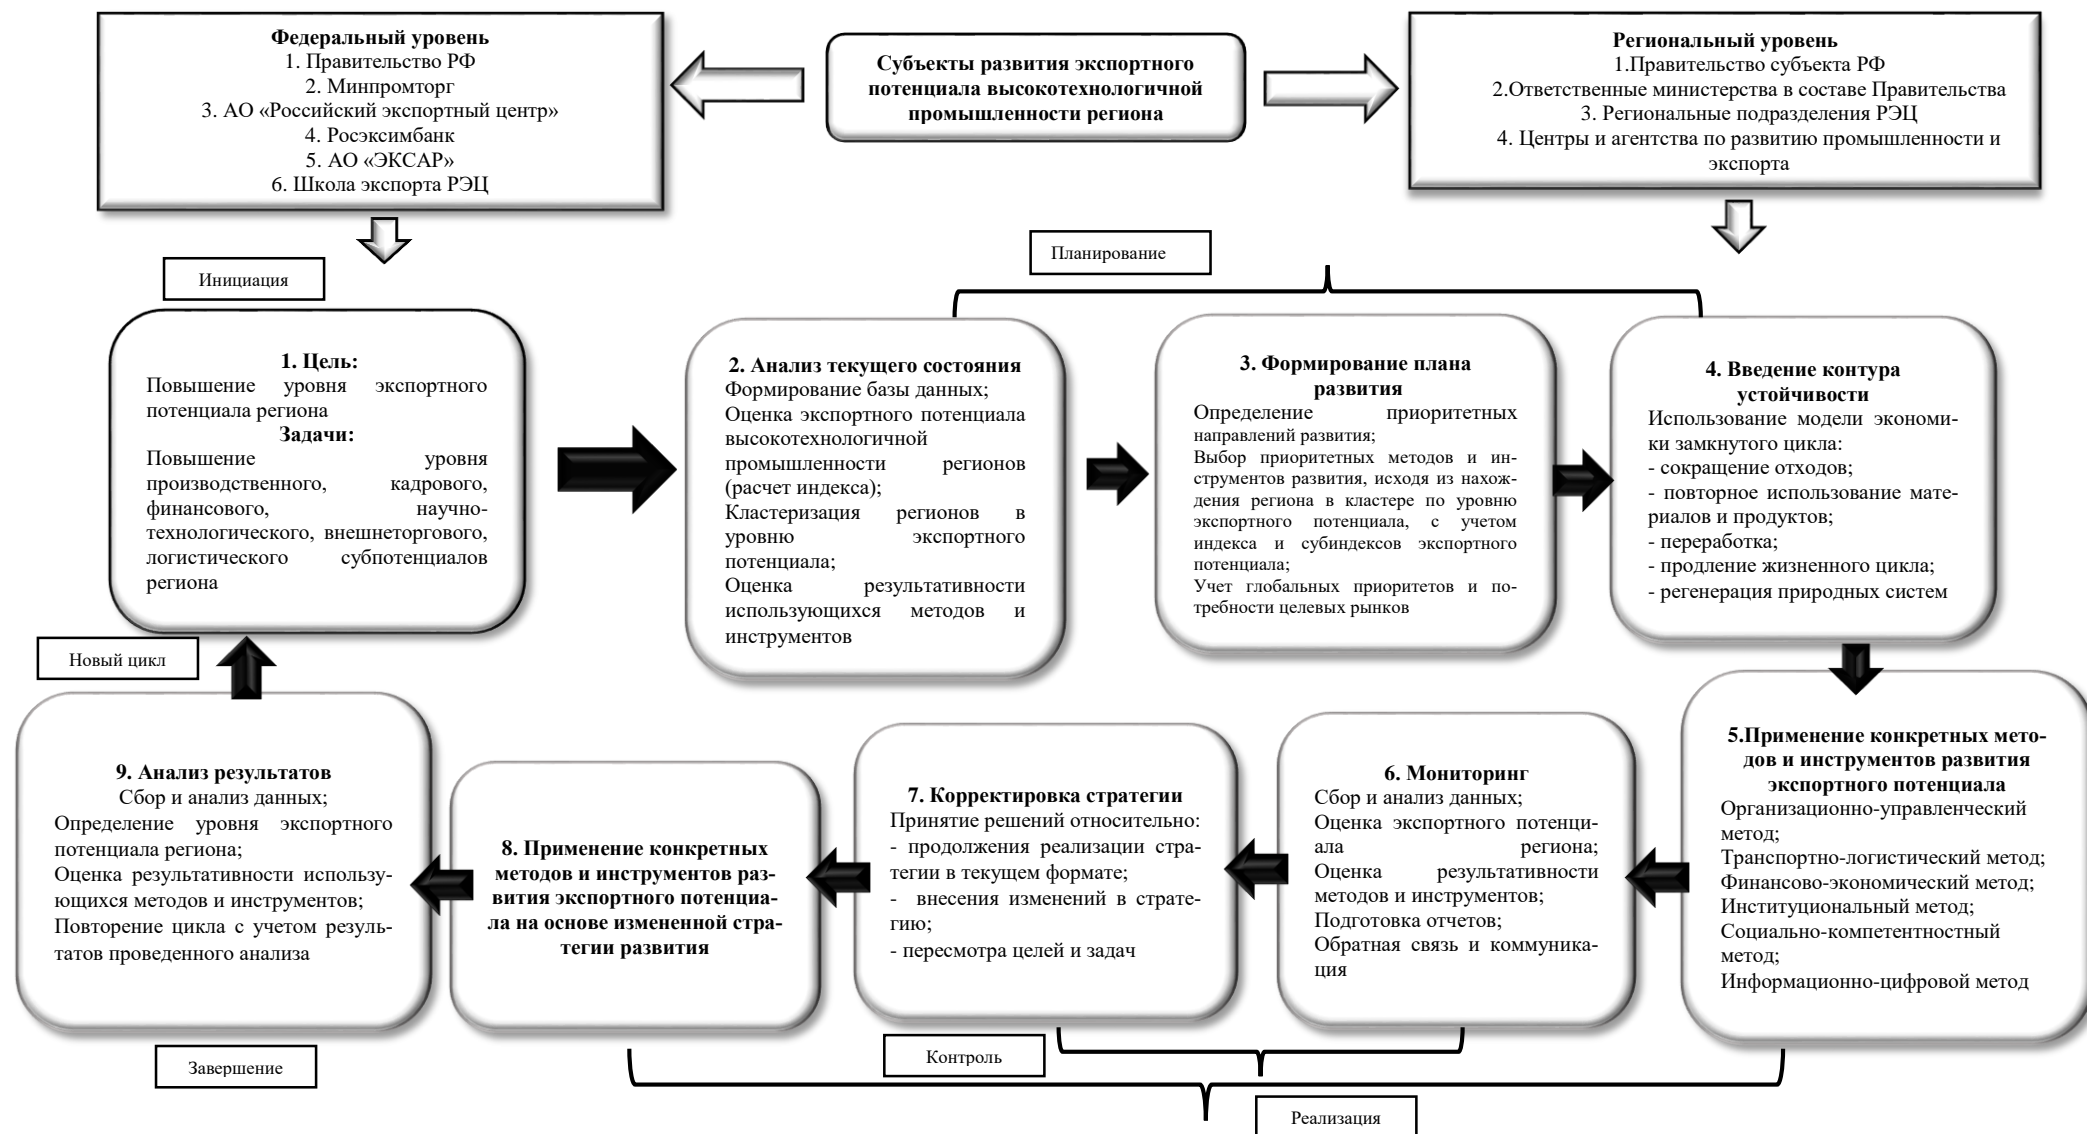 Федеральный уровень
1. Правительство РФ
2. Минпромторг
3. АО «Российский экспортный центр»
4. Росэксимбанк
5. АО «ЭКСАР»
6. Школа экспорта РЭЦ
Субъекты развития экспортного
потенциала высокотехнологичной
промышленности региона
Региональный уровень
1.Правительство субъекта РФ
2.Ответственные министерства в составе Правительства
3. Региональные подразделения РЭЦ
4. Центры и агентства по развитию промышленности и
экспорта
Инициация
Планирование
1. Цель:
Повышение уровня экспортного
потенциала региона
Задачи:
Повышение уровня
производственного, кадрового,
финансового, научно-
технологического, внешнеторгового,
логистического субпотенциалов
региона
2. Анализ текущего состояния
Формирование базы данных;
Оценка экспортного потенциала
высокотехнологичной
промышленности регионов
(расчет индекса);
Кластеризация регионов в
уровню экспортного
потенциала;
Оценка результативности
использующихся методов и
инструментов
3. Формирование плана
развития
Определение приоритетных
направлений развития;
Выбор приоритетных методов и ин-
струментов развития, исходя из нахож-
дения региона в кластере по уровню
экспортного потенциала, с учетом
индекса и субиндексов экспортного
потенциала;
Учет глобальных приоритетов и по-
требности целевых рынков
4. Введение контура
устойчивости
Использование модели экономи-
ки замкнутого цикла:
- сокращение отходов;
- повторное использование мате-
риалов и продуктов;
- переработка;
- продление жизненного цикла;
- регенерация природных систем
Новый цикл
9. Анализ результатов
Сбор и анализ данных;
Определение уровня экспортного
потенциала региона;
Оценка результативности использу-
ющихся методов и инструментов;
Повторение цикла с учетом резуль-
татов проведенного анализа
8. Применение конкретных
методов и инструментов раз-
вития экспортного потенциа-
ла на основе измененной стра-
тегии развития
7. Корректировка стратегии
Принятие решений относительно:
- продолжения реализации стра-
тегии в текущем формате;
- внесения изменений в страте-
гию;
- пересмотра целей и задач
6. Мониторинг
Сбор и анализ данных;
Оценка экспортного потенци-
ала региона;
Оценка результативности
методов и инструментов;
Подготовка отчетов;
Обратная связь и коммуника-
ция
5.Применение конкретных мето-
дов и инструментов развития
экспортного потенциала
Организационно-управленческий
метод;
Транспортно-логистический метод;
Финансово-экономический метод;
Институциональный метод;
Социально-компетентностный
метод;
Информационно-цифровой метод
Завершение
Контроль
Реализация